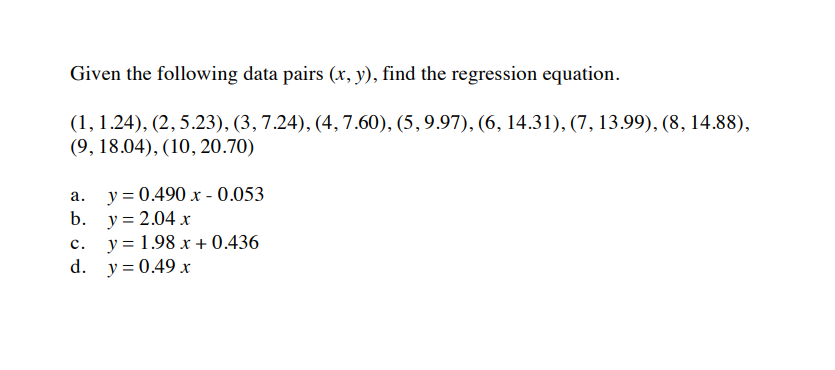 Given the following data pairs (x, y), find the regression equation.
(1, 1.24), (2, 5.23), (3, 7.24), (4, 7.60), (5, 9.97), (6, 14.31), (7, 13.99), (8, 14.88),
(9, 18.04), (10, 20.70)
a. y = 0.490 x - 0.053
b. y = 2.04 x
c. y = 1.98 x + 0.436
d. y = 0.49 x